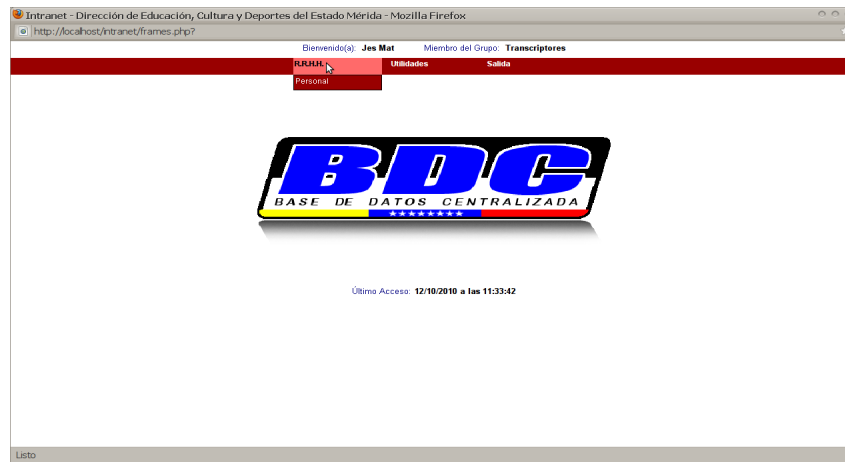 Intranet - Dirección de Educación, Cultura y Deportes del Estado Mérida - Mozilla Firefox
http://localhost/intranet/frames.php?
Bienvenido(a): Jes Mat Miembro del Grupo: Transcriptores
R.R.H.H. Utilidades Salida
Personal
BDC
BASE DE DATOS CENTRALIZADA
Último Acceso: 12/10/2010 a las 11:33:42
Listo